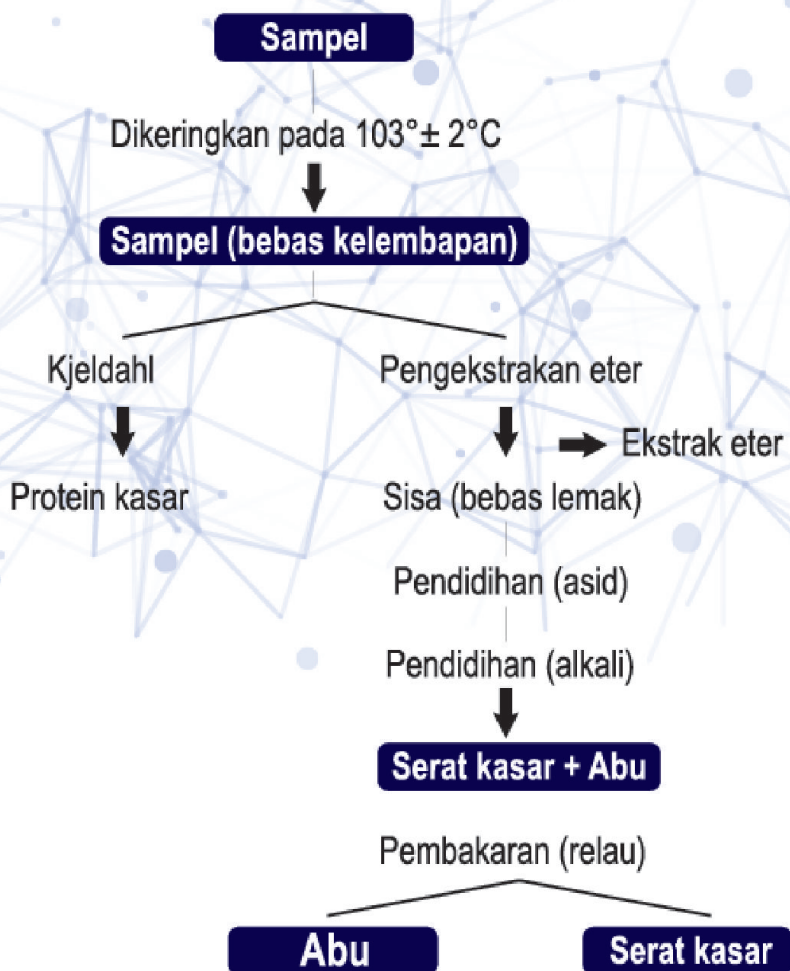 Sampel
Dikeringkan pada 103°± 2°C
Sampel (bebas kelembapan)
Kjeldahl
Pengekstrakan eter
Ekstrak eter
Protein kasar
Sisa (bebas lemak)
Pendidihan (asid)
Pendidihan (alkali)
Serat kasar + Abu
Pembakaran (relau)
Abu
Serat kasar